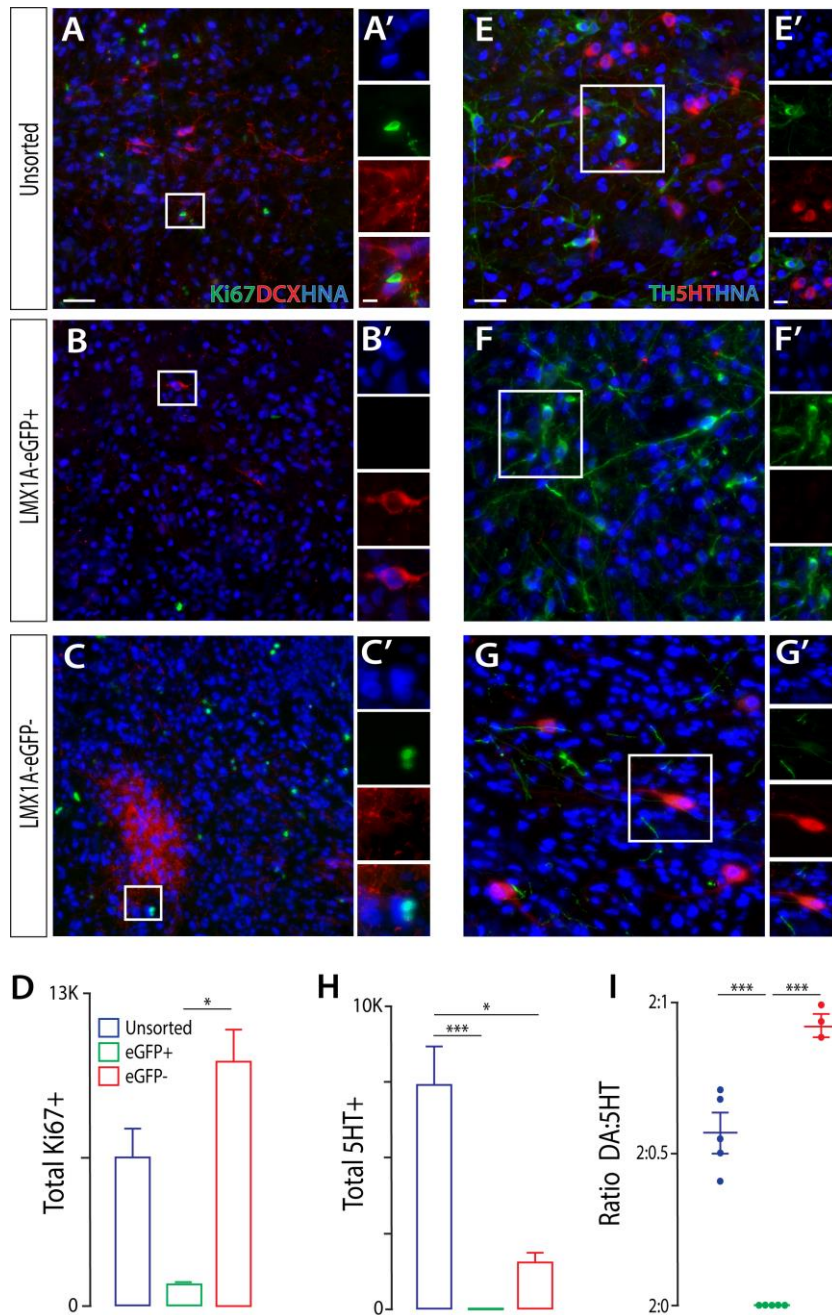 Unsorted
A
Ki67DCXHNA
A'
E
TH5HTHNA
E'
LMX1A-eGFP+
B
B'
F
F'
LMX1A-eGFP-
C
C'
G
G'
D
13K
*
Unsorted
eGFP+
eGFP-
Total Ki67+
0
H
10K
*
***
Total 5HT+
0
I
2:1
***
***
2:0.5
Ratio DA:5HT
2:0